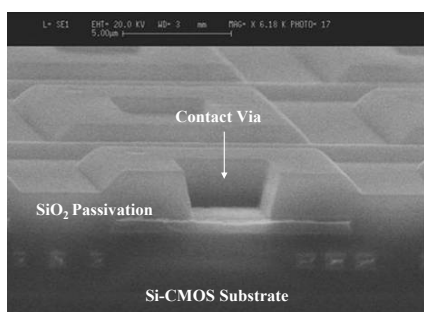 L= SE1 EHT= 20.0 KV WD= 3 mm MAG= X 6.18 K PHOTO= 17
5.00µm
Contact Via
SiO₂ Passivation
Si-CMOS Substrate